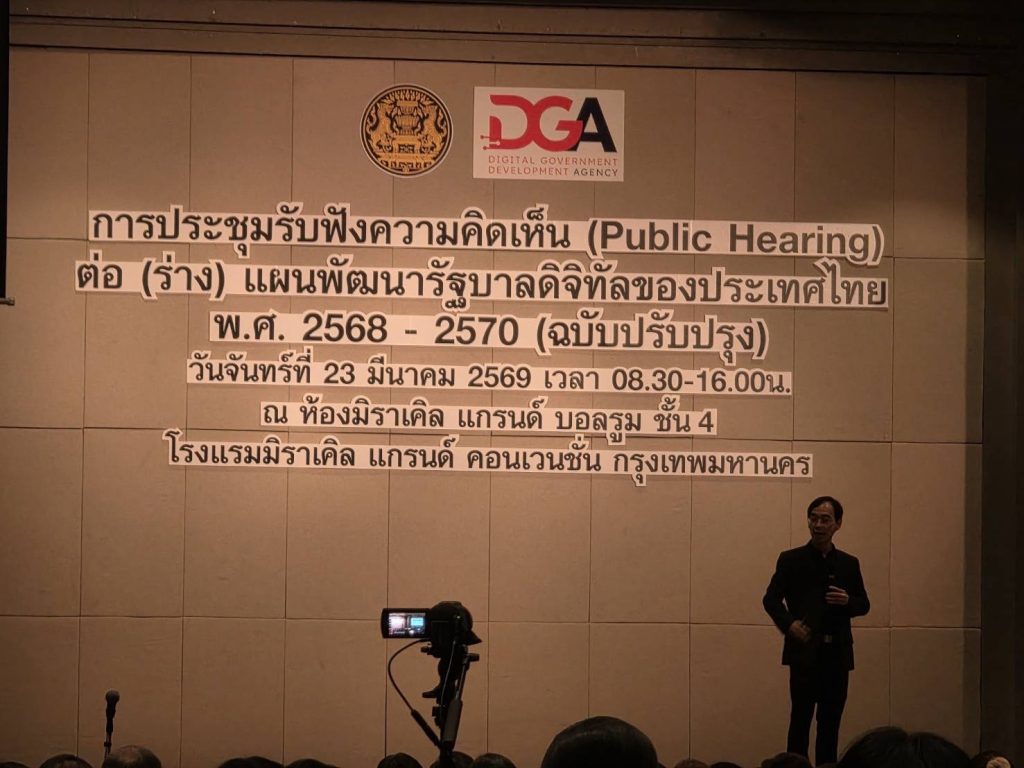 DGA
DIGITAL GOVERNMENT
DEVELOPMENT AGENCY
การประชุมรับฟังความคิดเห็น (Public Hearing)
ต่อ (ร่าง) แผนพัฒนารัฐบาลดิจิทัลของประเทศไทย
พ.ศ. 2568 - 2570 (ฉบับปรับปรุง)
วันจันทร์ที่ 23 มีนาคม 2569 เวลา 08.30-16.00น.
ณ ห้องมิราเคิล แกรนด์ บอลรูม ชั้น 4
โรงแรมมิราเคิล แกรนด์ คอนเวนชั่น กรุงเทพมหานคร